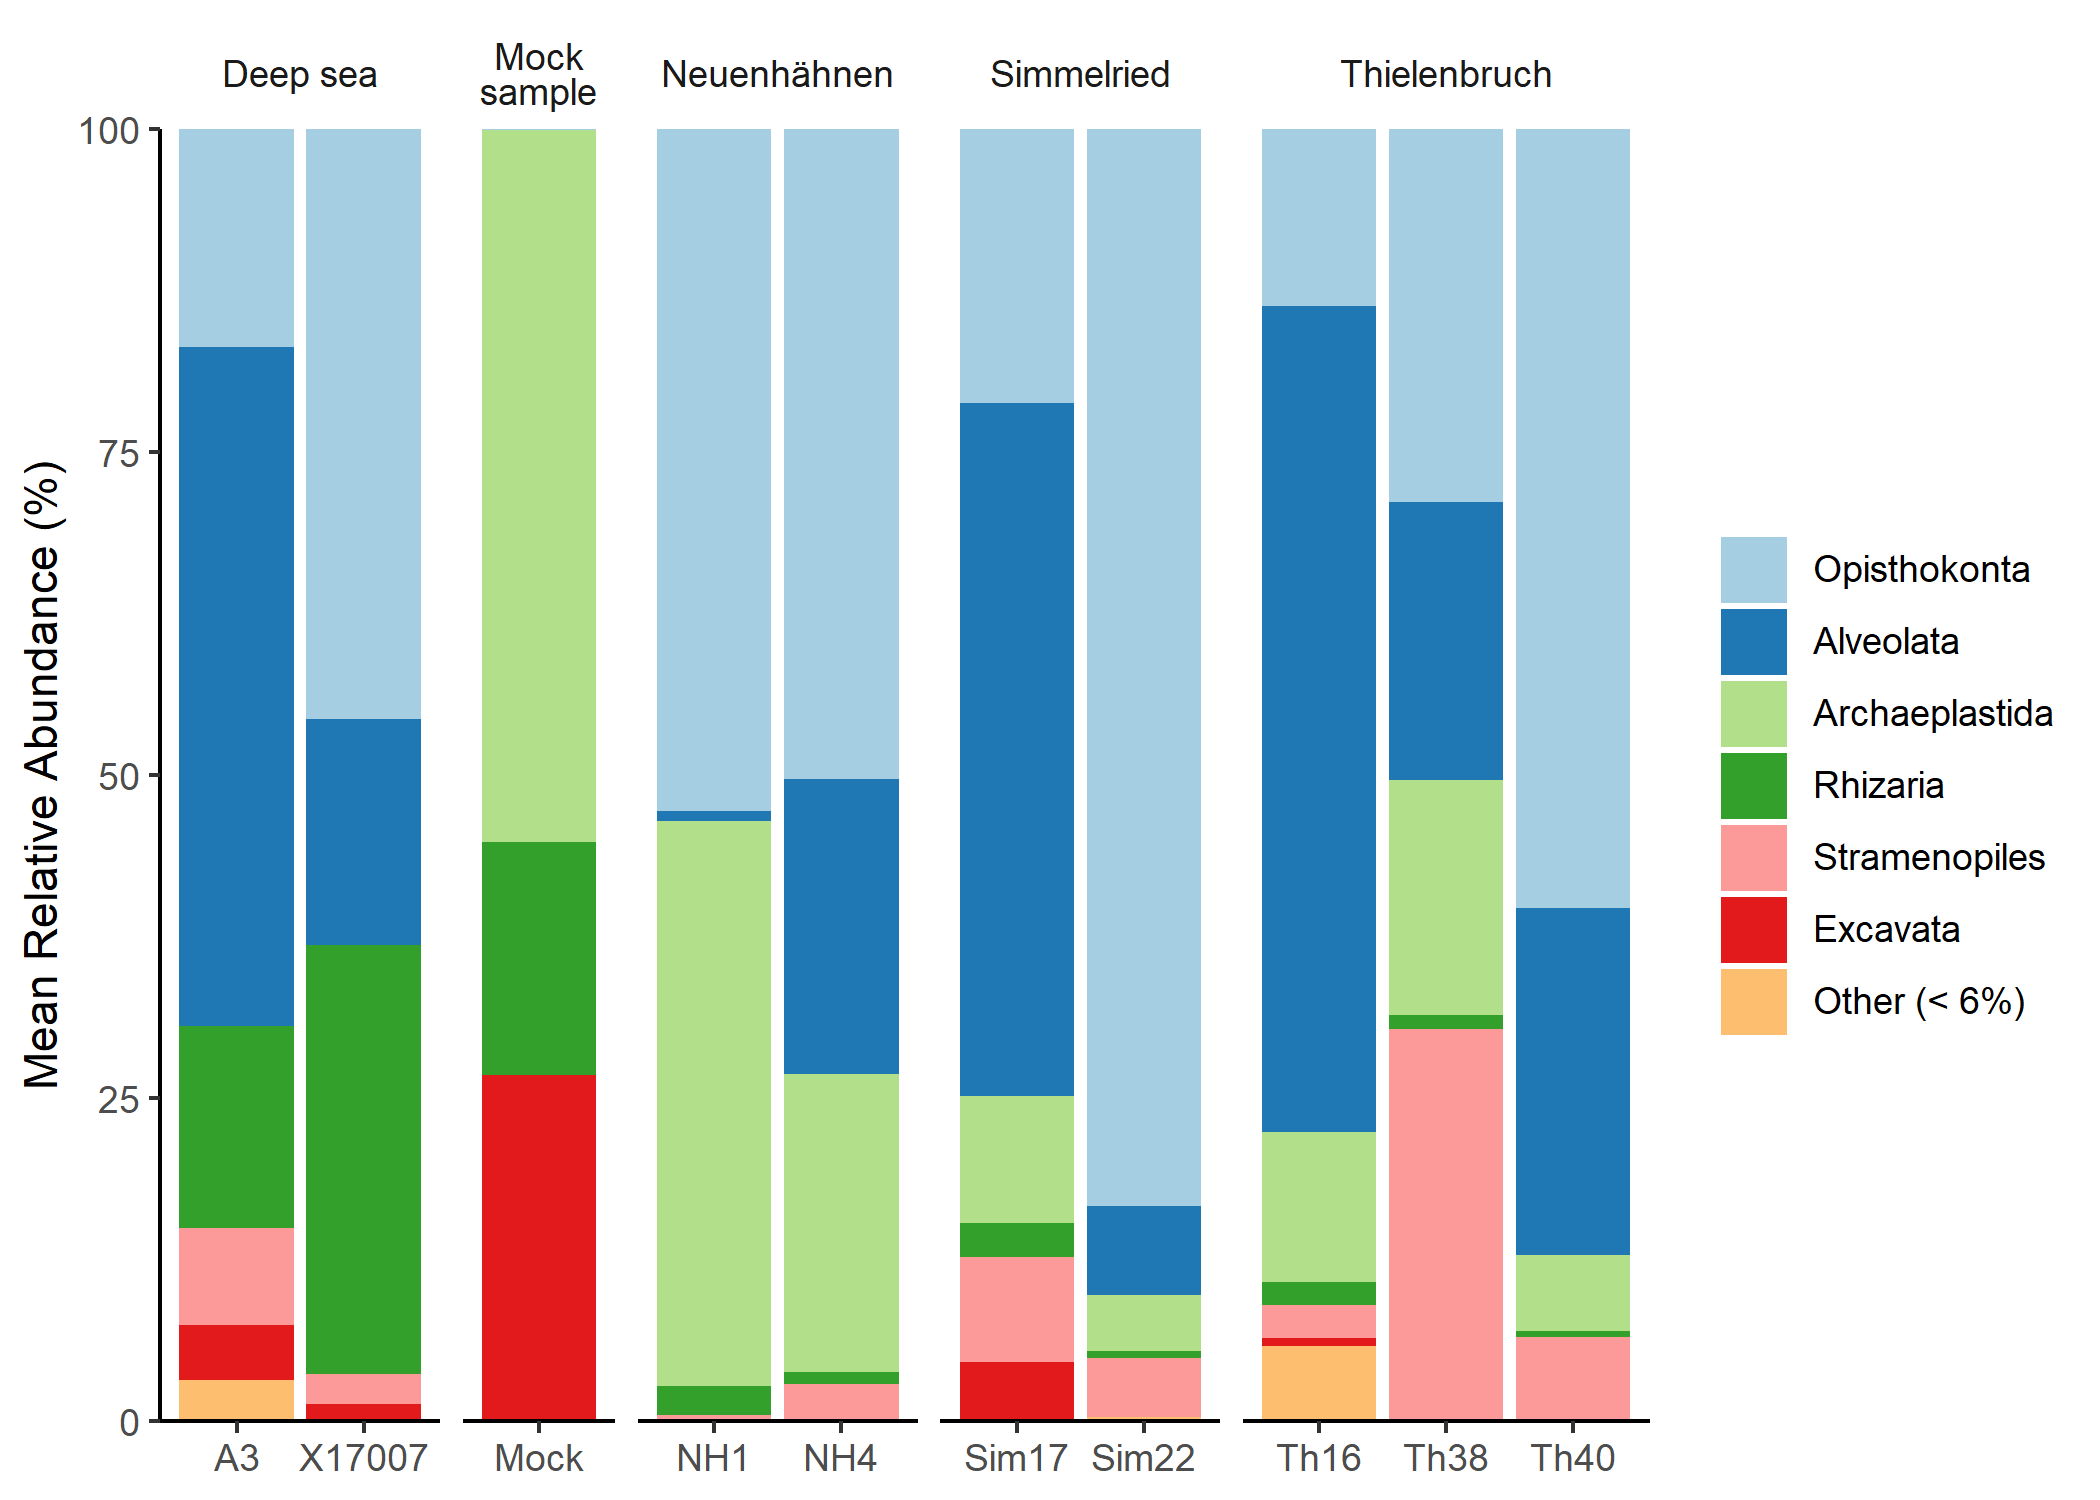 Deep sea
Mock
sample
Neuenhähnen
Simmelried
Thielenbruch
Mean Relative Abundance (%)
100
75
50
25
0
A3
X17007
Mock
NH1
NH4
Sim17
Sim22
Th16
Th38
Th40
Opisthokonta
Alveolata
Archaeplastida
Rhizaria
Stramenopiles
Excavata
Other (< 6%)